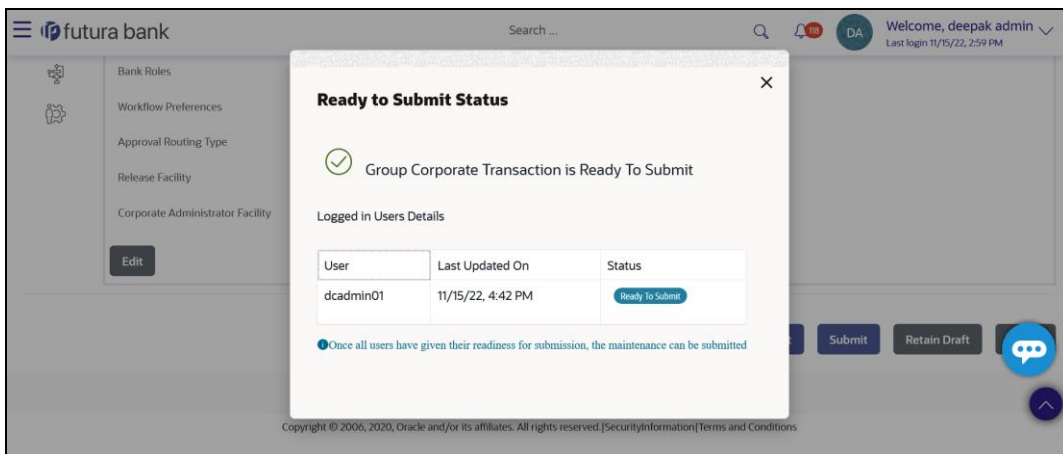 futura bank
Search ...
118
DA
Welcome, deepak admin
Last login 11/15/22, 2:59 PM
Bank Roles
Workflow Preferences
Approval Routing Type
Release Facility
Corporate Administrator Facility
Edit
Ready to Submit Status
Group Corporate Transaction is Ready To Submit
Logged in Users Details
User Last Updated On Status
dcadmin01 11/15/22, 4:42 PM Ready To Submit
Once all users have given their readiness for submission, the maintenance can be submitted
Submit Retain Draft
Copyright © 2006, 2020, Oracle and/or its affiliates. All rights reserved.|SecurityInformation|Terms and Conditions